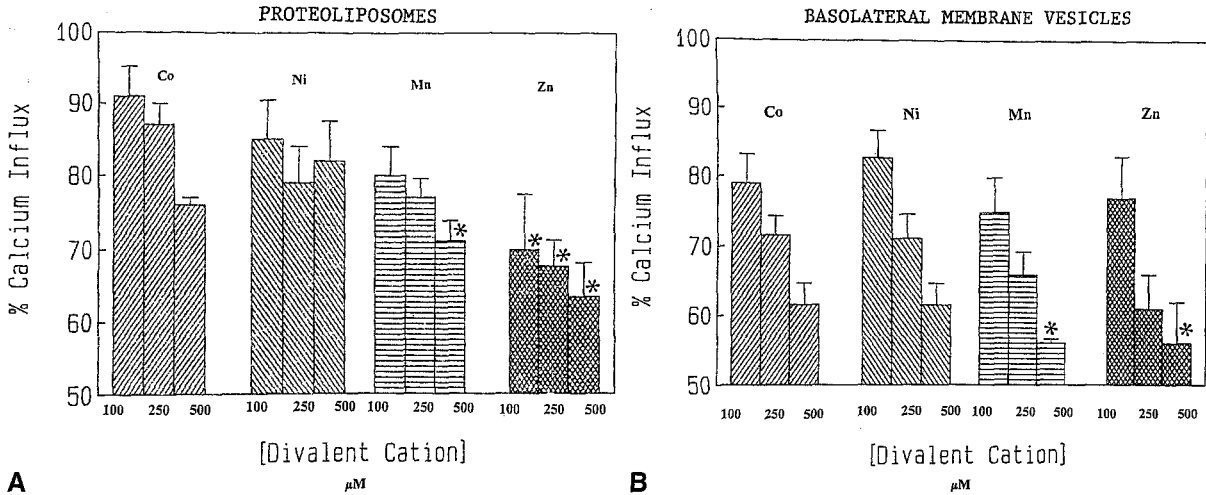 PROTEOLIPOSOMES
100
90
80
70
60
50
% Calcium Influx
Co
Ni
Mn
Zn
*
*
*
*
100 250 500 100 250 500 100 250 500 100 250 500
[Divalent Cation]
µM
A
BASOLATERAL MEMBRANE VESICLES
100
90
80
70
60
50
% Calcium Influx
Co
Ni
Mn
Zn
*
*
100 250 500 100 250 500 100 250 500 100 250 500
[Divalent Cation]
µM
B